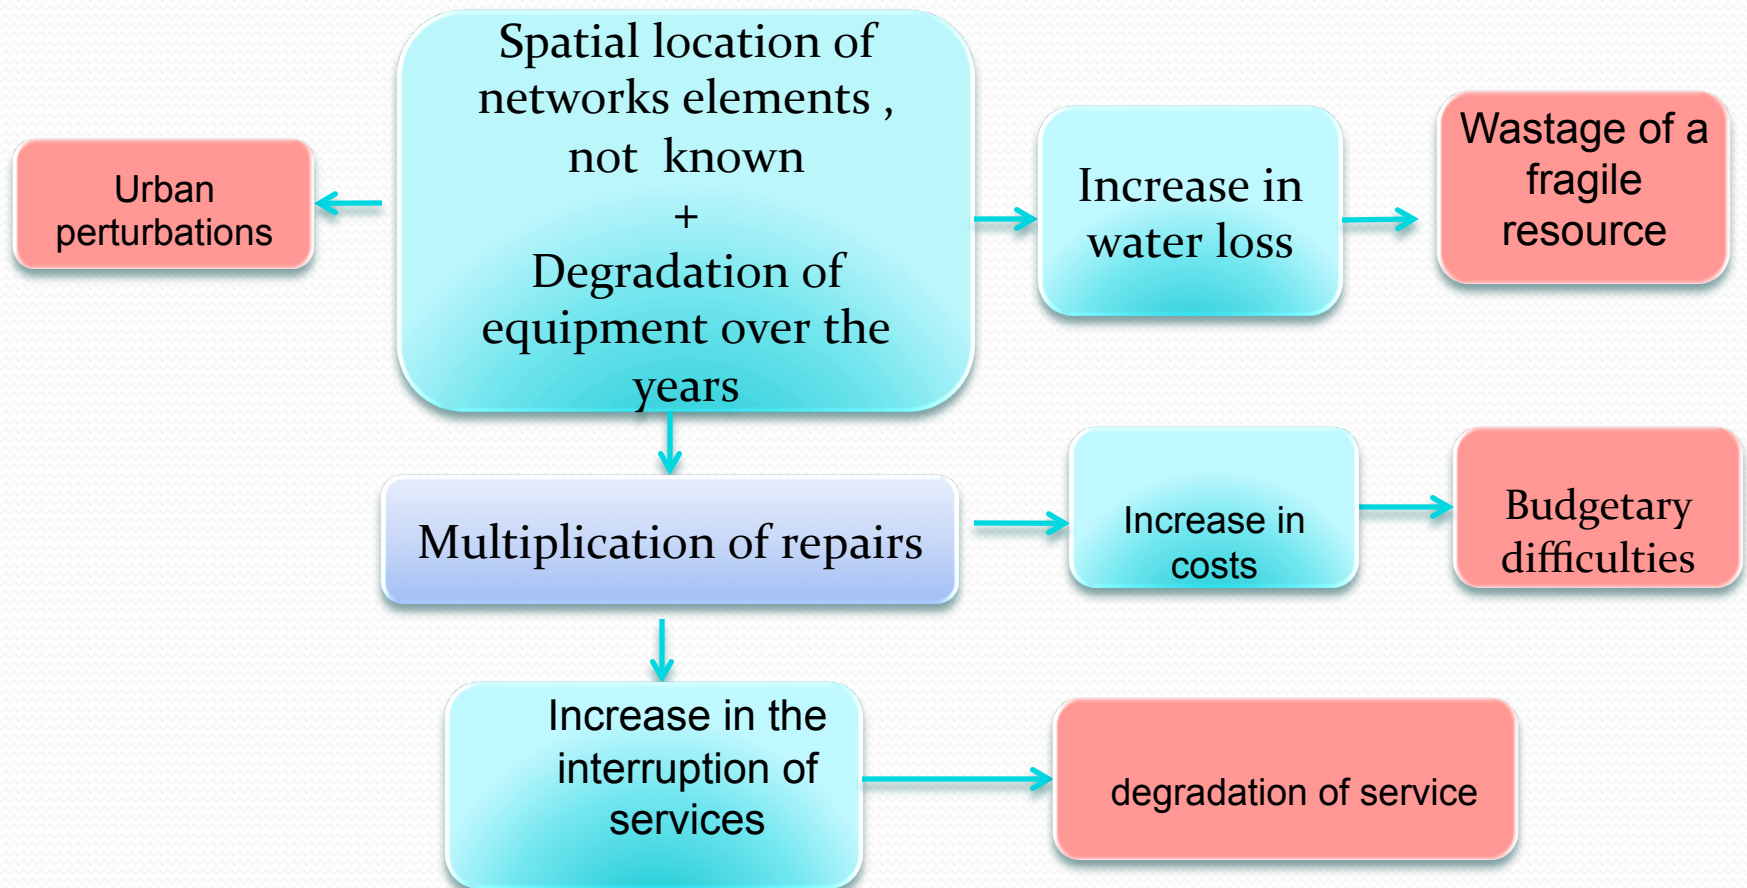 Spatial location of
networks elements ,
not known
+
Degradation of
equipment over the
years
Urban
perturbations
Increase in
water loss
Wastage of a
fragile
resource
Multiplication of repairs
Increase in
costs
Budgetary
difficulties
Increase in the
interruption of
services
degradation of service